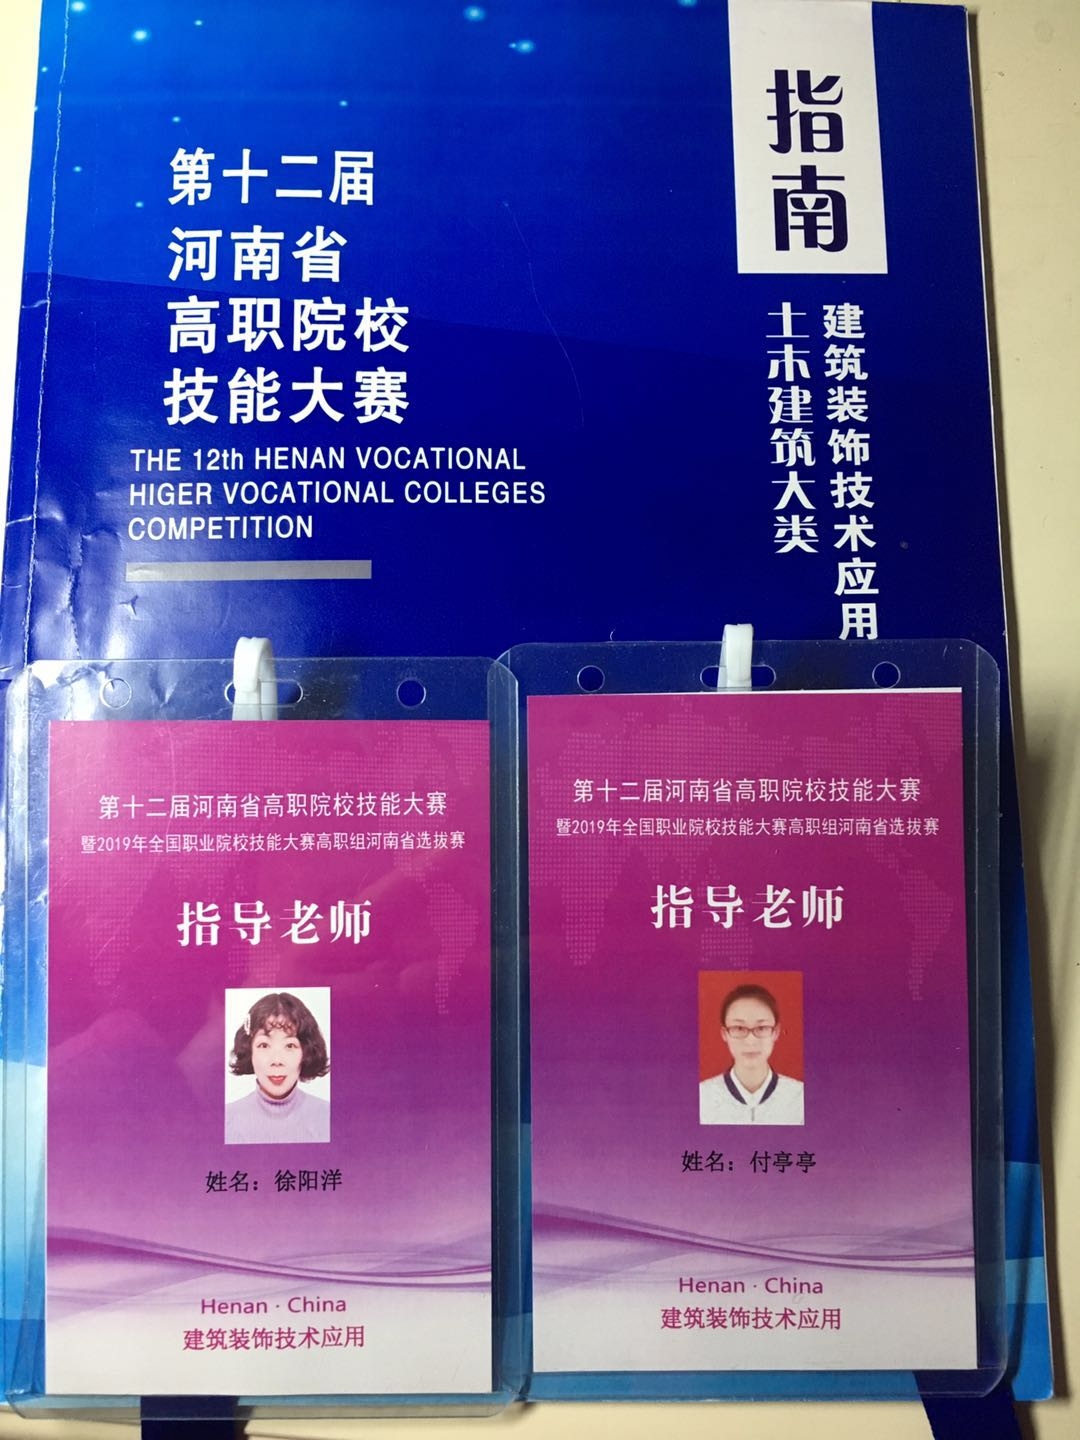 第十二届
河南省
高职院校
技能大赛
THE 12th HENAN VOCATIONAL
HIGER VOCATIONAL COLLEGES
COMPETITION
指南
建筑装饰技术应用
土木建筑大类
第十二届河南省高职院校技能大赛
暨2019年全国职业院校技能大赛高职组河南省选拔赛
指导老师
姓名：徐阳洋
Henan · China
建筑装饰技术应用
第十二届河南省高职院校技能大赛
暨2019年全国职业院校技能大赛高职组河南省选拔赛
指导老师
姓名：付亭亭
Henan · China
建筑装饰技术应用